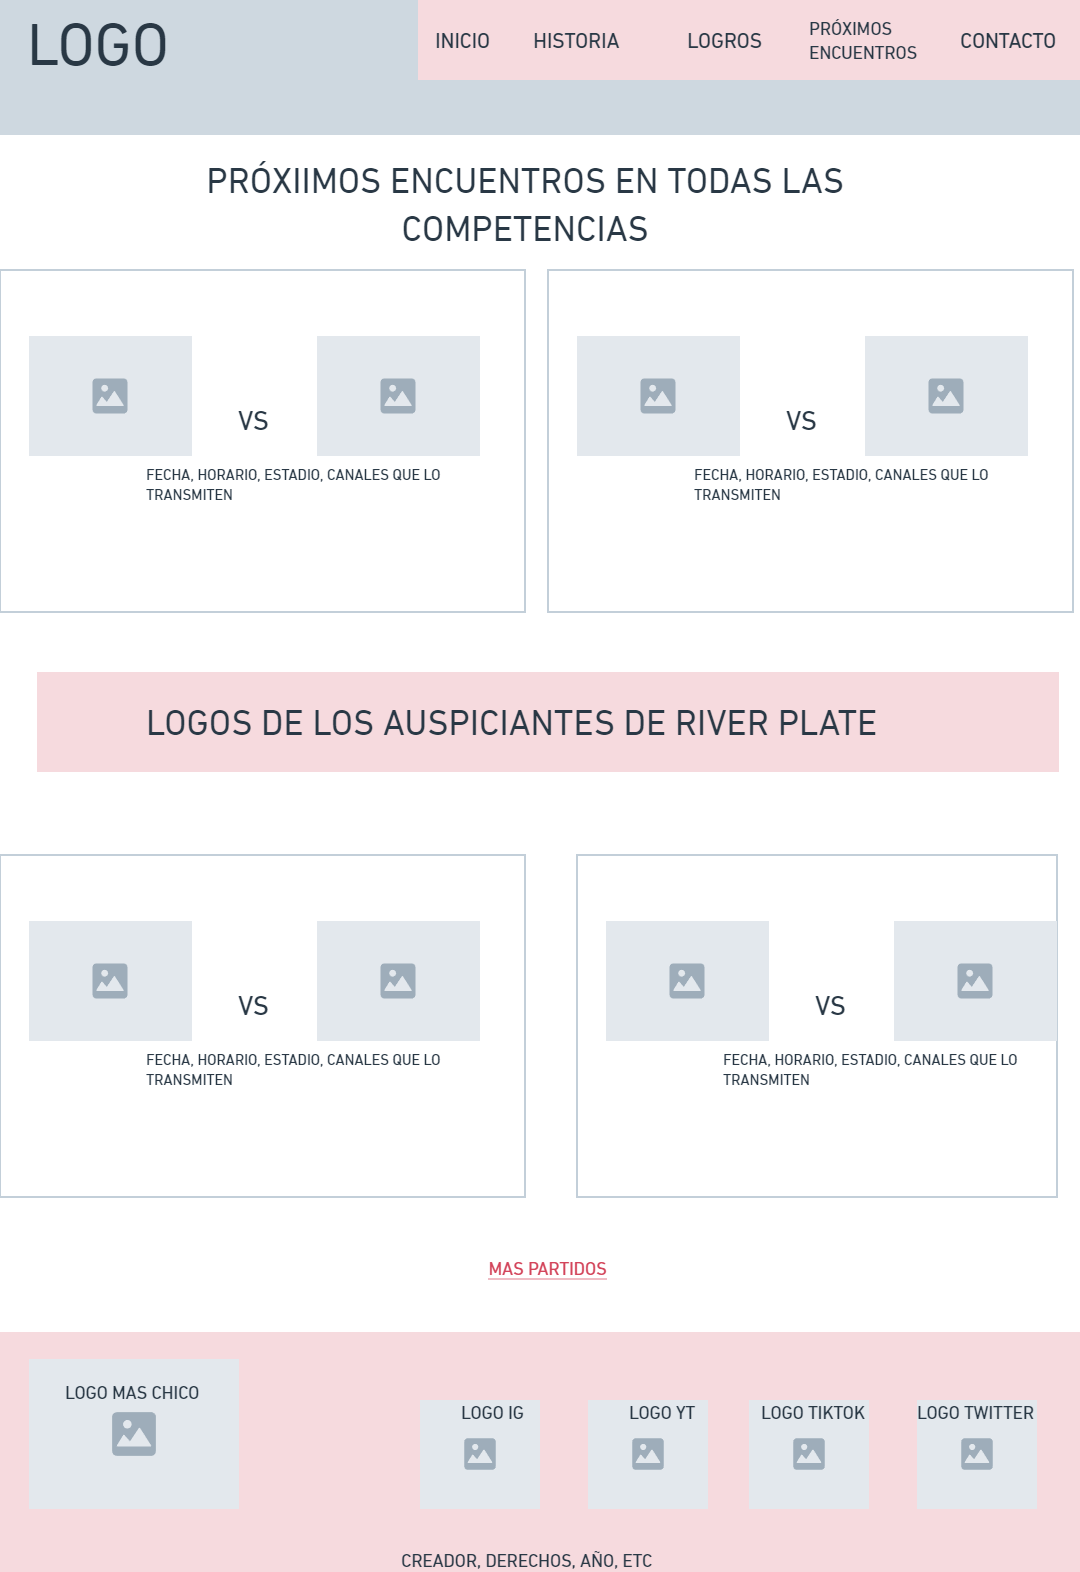 LOGO
INICIO
HISTORIA
LOGROS
PRÓXIMOS
ENCUENTROS
CONTACTO
PRÓXIIMOS ENCUENTROS EN TODAS LAS
COMPETENCIAS
VS
FECHA, HORARIO, ESTADIO, CANALES QUE LO
TRANSMITEN
VS
FECHA, HORARIO, ESTADIO, CANALES QUE LO
TRANSMITEN
LOGOS DE LOS AUSPICIANTES DE RIVER PLATE
VS
FECHA, HORARIO, ESTADIO, CANALES QUE LO
TRANSMITEN
VS
FECHA, HORARIO, ESTADIO, CANALES QUE LO
TRANSMITEN
MAS PARTIDOS
LOGO MAS CHICO
LOGO IG
LOGO YT
LOGO TIKTOK
LOGO TWITTER
CREADOR, DERECHOS, AÑO, ETC